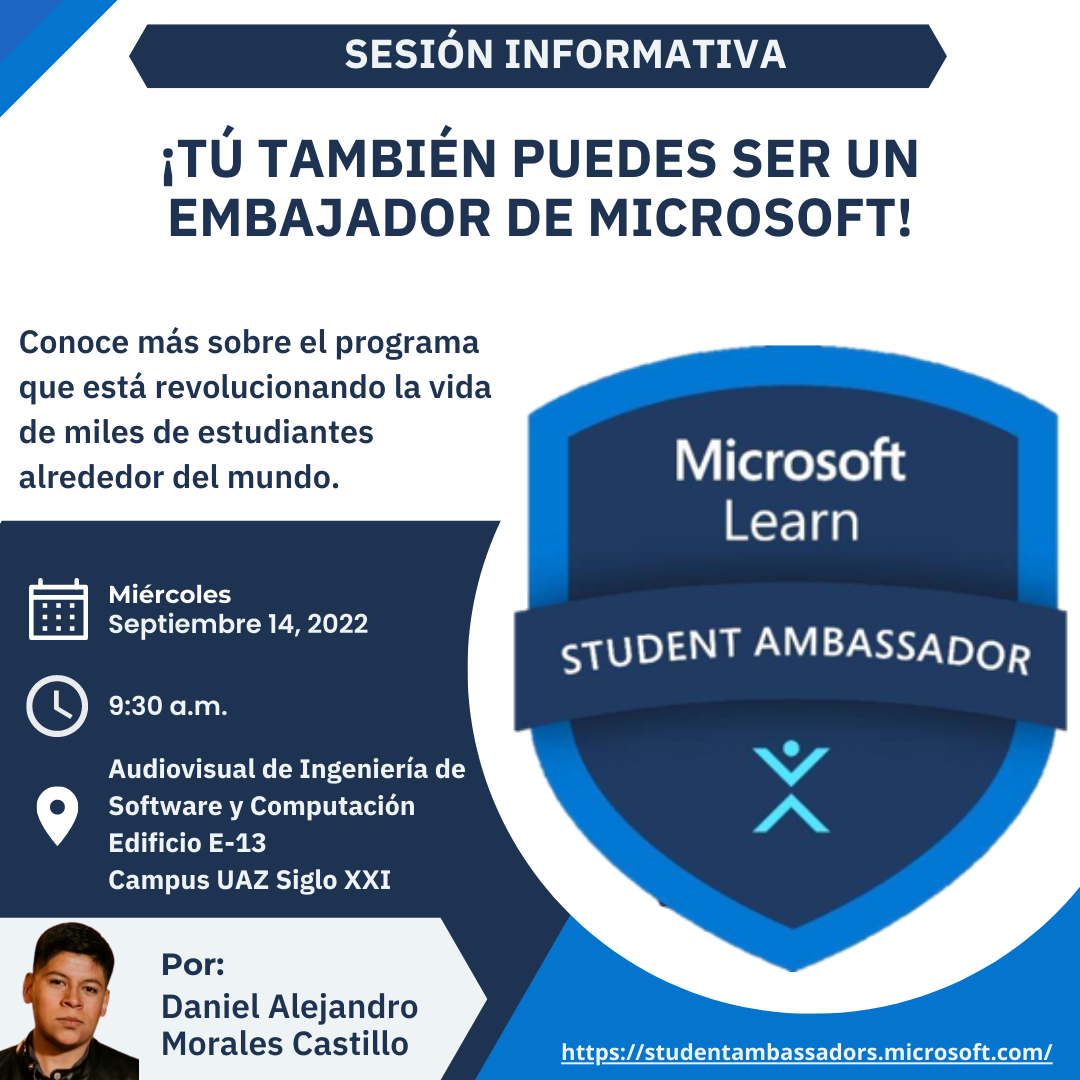 SESIÓN INFORMATIVA
¡TÚ TAMBIÉN PUEDES SER UN
EMBAJADOR DE MICROSOFT!
Conoce más sobre el programa
que está revolucionando la vida
de miles de estudiantes
alrededor del mundo.
Microsoft
Learn
STUDENT AMBASSADOR
Miércoles
Septiembre 14, 2022
9:30 a.m.
Audiovisual de Ingeniería de
Software y Computación
Edificio E-13
Campus UAZ Siglo XXI
Por:
Daniel Alejandro
Morales Castillo
https://studentambassadors.microsoft.com/